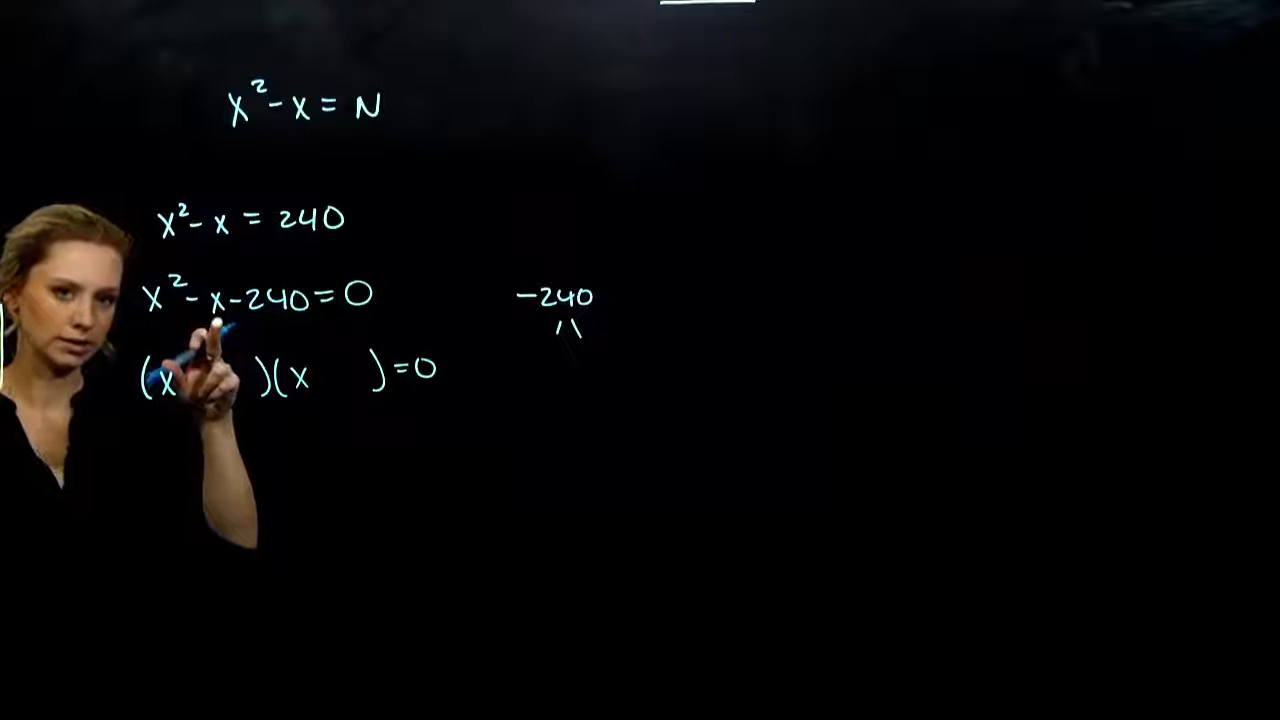 x² - x = N
x² - x = 240
x² - x - 240 = 0
-240
(x )(x ) = 0